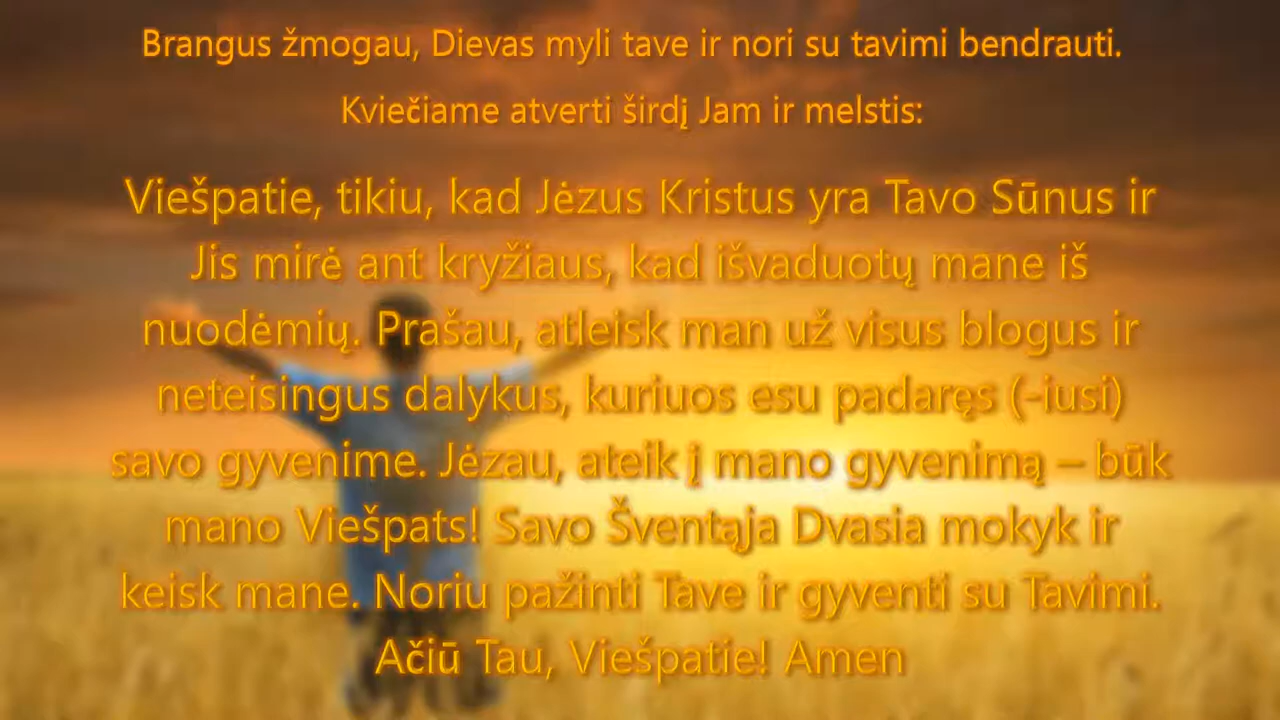 Brangus žmogau, Dievas myli tave ir nori su tavimi bendrauti.
Kviečiame atverti širdį Jam ir melstis:
Viešpatie, tikiu, kad Jėzus Kristus yra Tavo Sūnus ir
Jis mirė ant kryžiaus, kad išvaduotų mane iš
nuodėmių. Prašau, atleisk man už visus blogus ir
neteisingus dalykus, kuriuos esu padaręs (-iusi)
savo gyvenime. Jėzau, ateik į mano gyvenimą – būk
mano Viešpats! Savo Šventąja Dvasia mokyk ir
keisk mane. Noriu pažinti Tave ir gyventi su Tavimi.
Ačiū Tau, Viešpatie! Amen